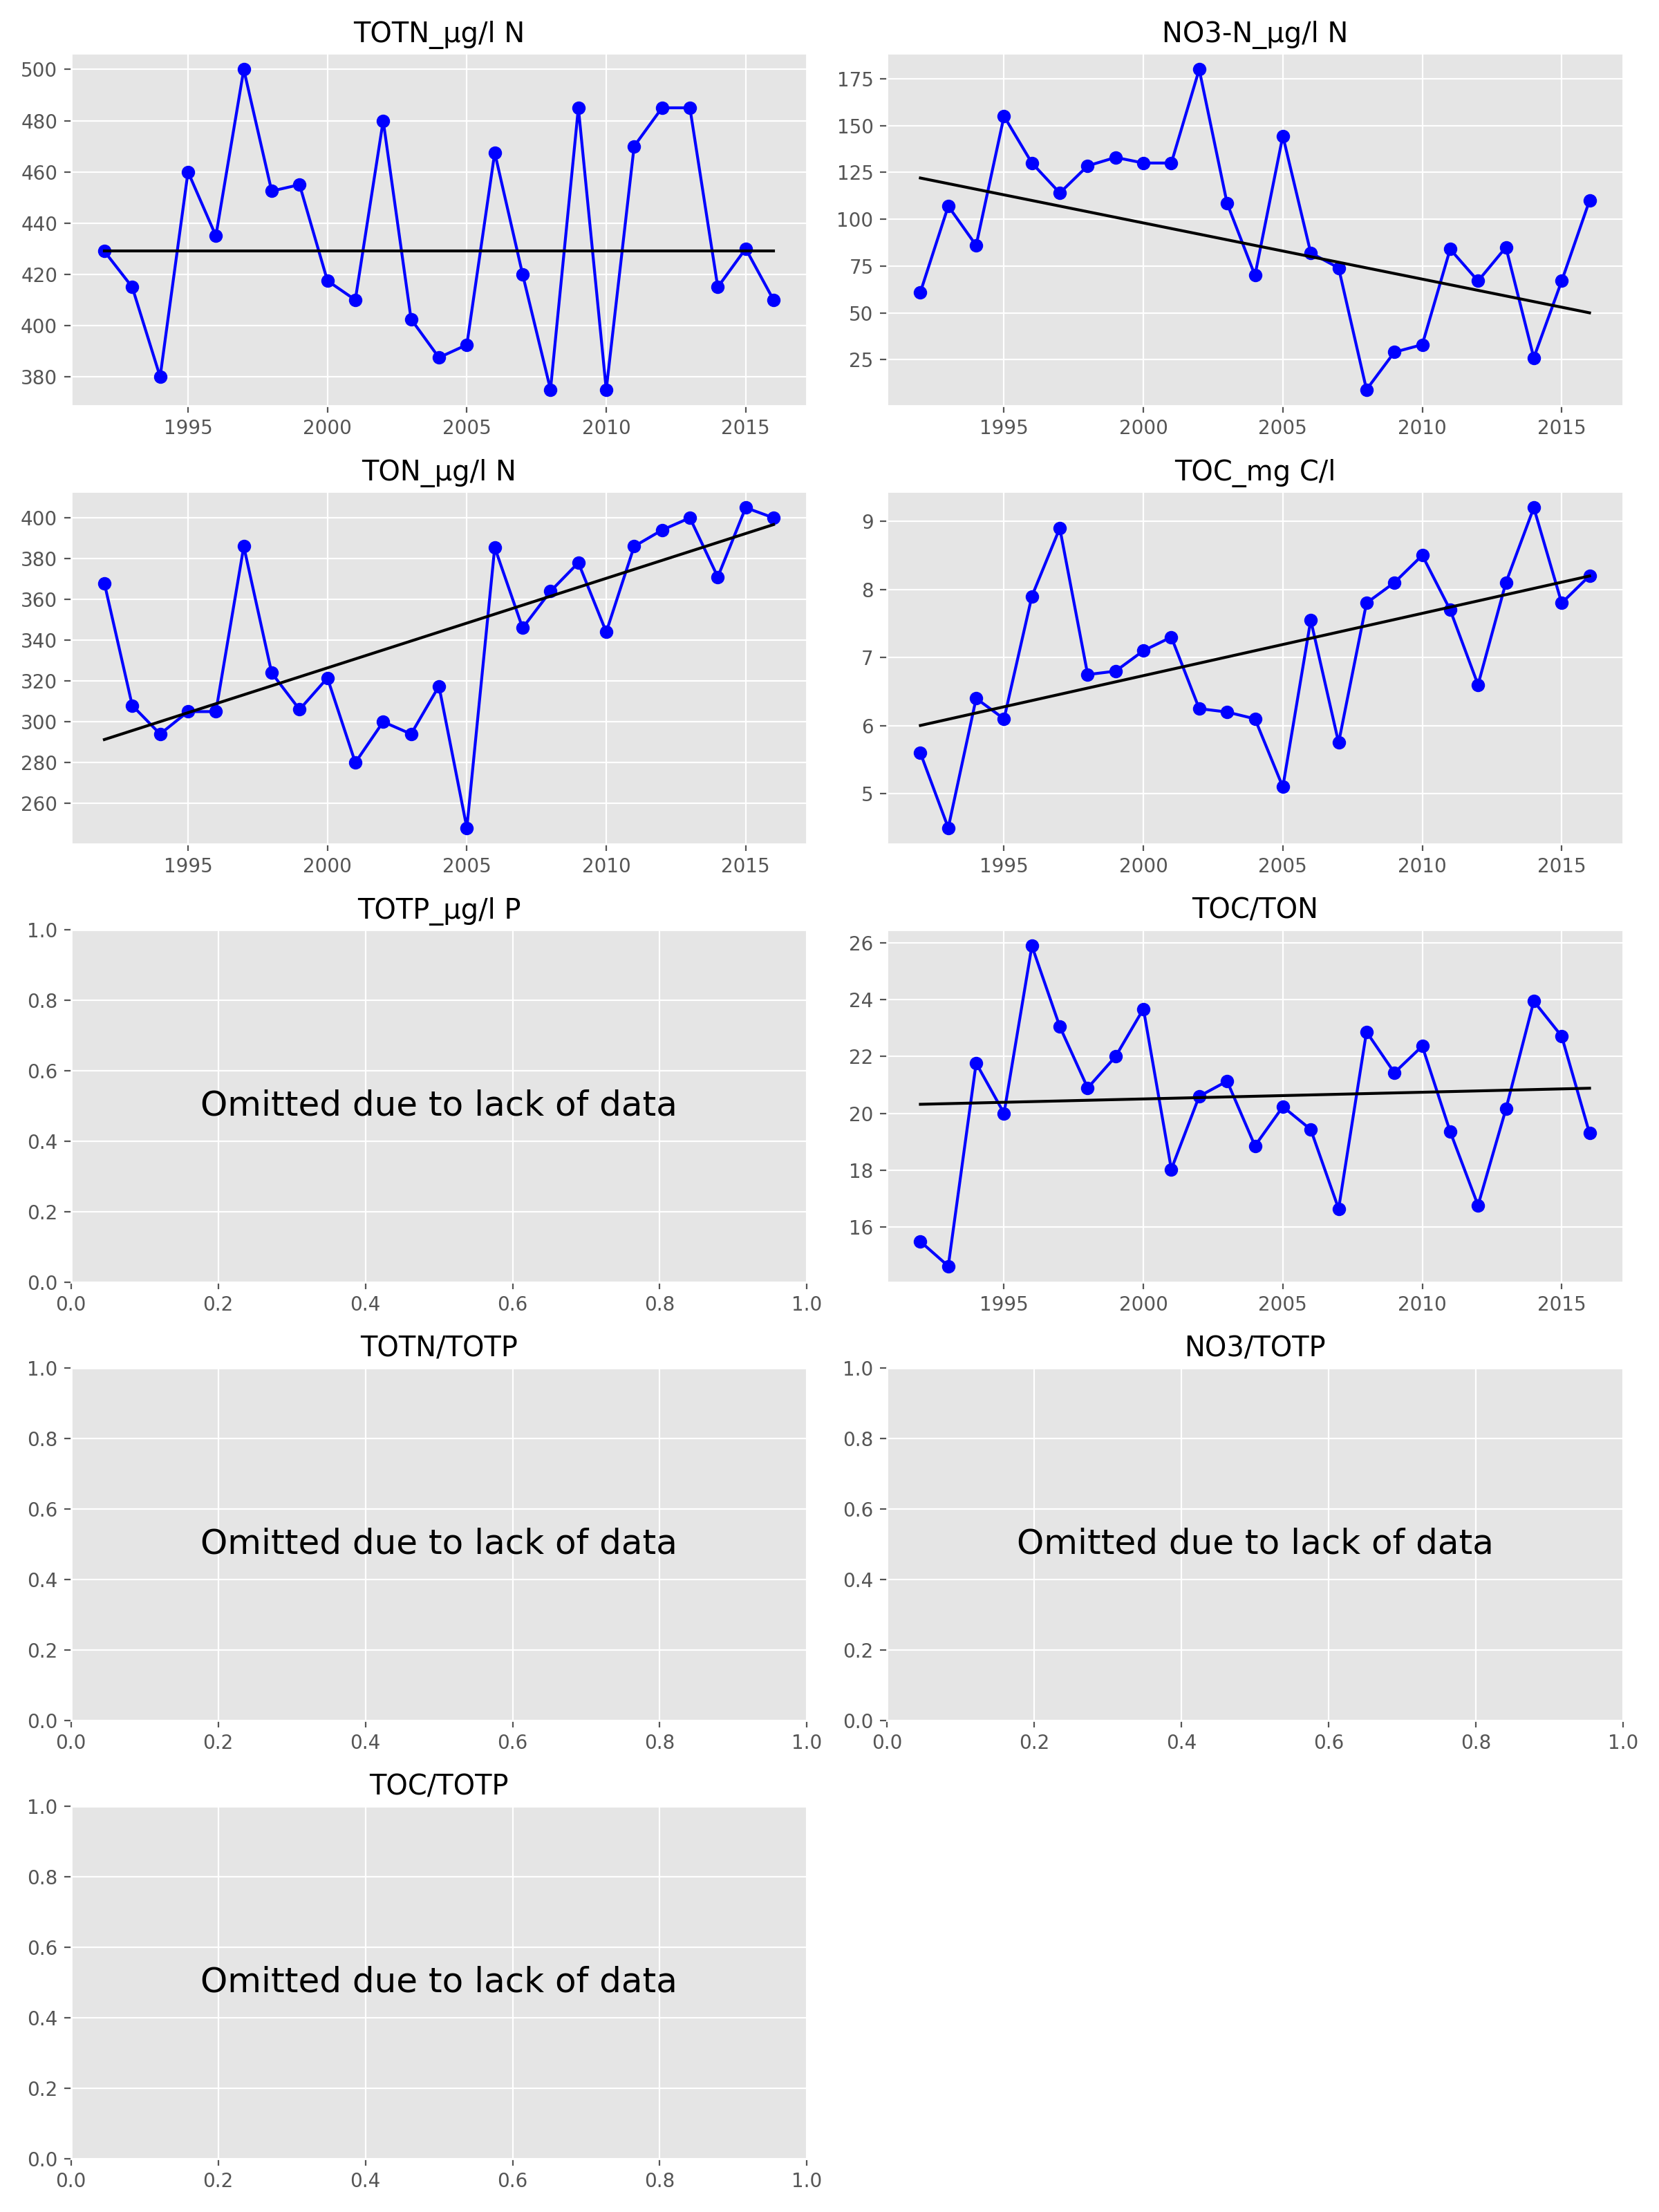 TOTN_µg/l N
500
480
460
440
420
400
380
1995 2000 2005 2010 2015
NO3-N_µg/l N
175
150
125
100
75
50
25
1995 2000 2005 2010 2015
TON_µg/l N
400
380
360
340
320
300
280
260
1995 2000 2005 2010 2015
TOC_mg C/l
9
8
7
6
5
1995 2000 2005 2010 2015
TOTP_µg/l P
1.0
0.8
0.6
Omitted due to lack of data
0.4
0.2
0.0
0.0 0.2 0.4 0.6 0.8 1.0
TOC/TON
26
24
22
20
18
16
1995 2000 2005 2010 2015
TOTN/TOTP
1.0
0.8
0.6
Omitted due to lack of data
0.4
0.2
0.0
0.0 0.2 0.4 0.6 0.8 1.0
NO3/TOTP
1.0
0.8
0.6
Omitted due to lack of data
0.4
0.2
0.0
0.0 0.2 0.4 0.6 0.8 1.0
TOC/TOTP
1.0
0.8
0.6
Omitted due to lack of data
0.4
0.2
0.0
0.0 0.2 0.4 0.6 0.8 1.0